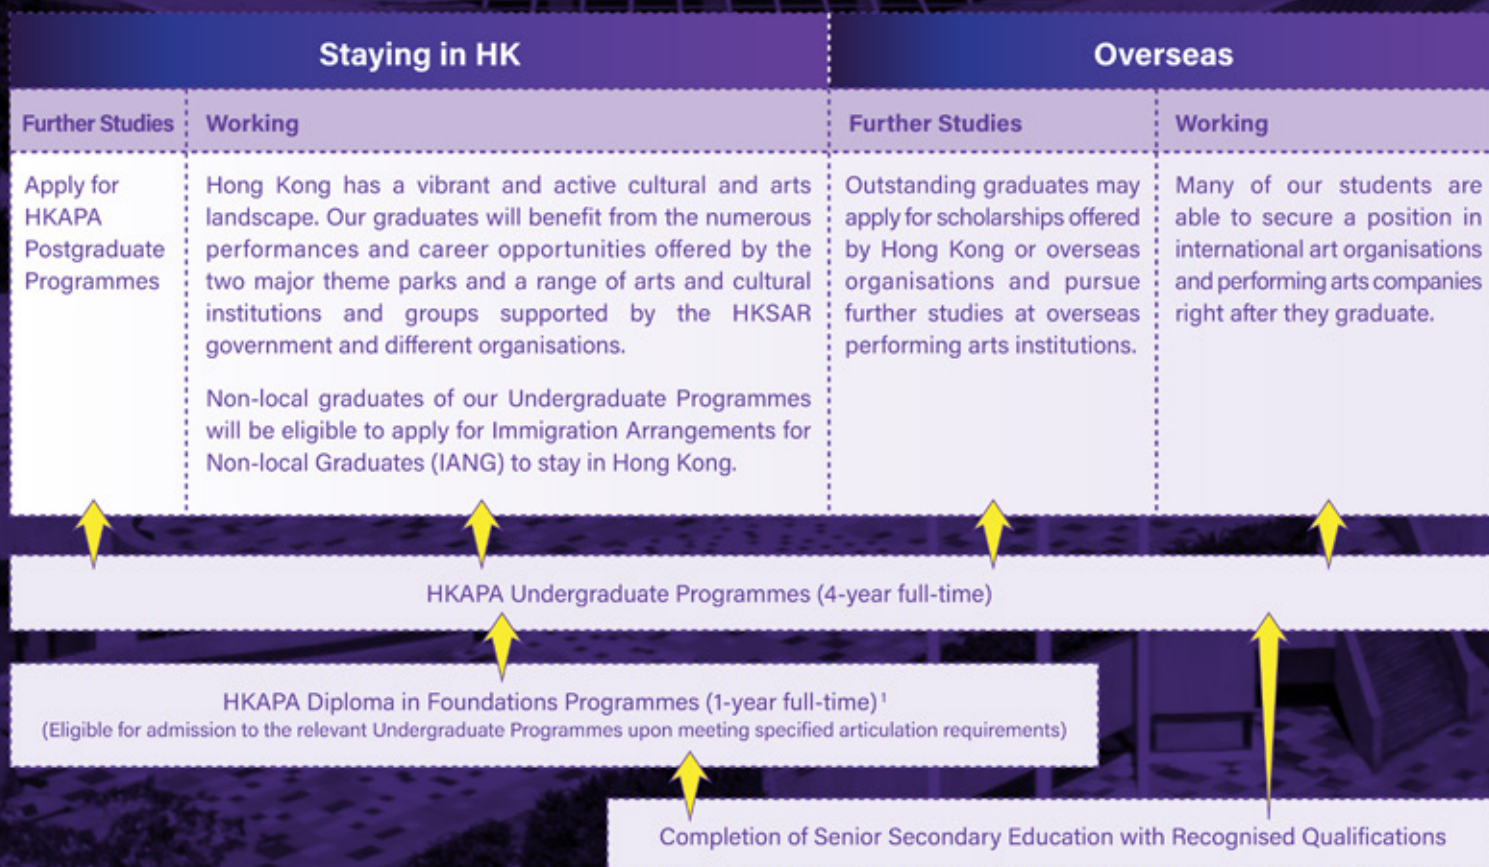 Staying in HK
Overseas
Further Studies
Working
Further Studies
Working
Apply for
HKAPA
Postgraduate
Programmes
Hong Kong has a vibrant and active cultural and arts
landscape. Our graduates will benefit from the numerous
performances and career opportunities offered by the
two major theme parks and a range of arts and cultural
institutions and groups supported by the HKSAR
government and different organisations.
Non-local graduates of our Undergraduate Programmes
will be eligible to apply for Immigration Arrangements for
Non-local Graduates (IANG) to stay in Hong Kong.
Outstanding graduates may
apply for scholarships offered
by Hong Kong or overseas
organisations and pursue
further studies at overseas
performing arts institutions.
Many of our students are
able to secure a position in
international art organisations
and performing arts companies
right after they graduate.
HKAPA Undergraduate Programmes (4-year full-time)
HKAPA Diploma in Foundations Programmes (1-year full-time)¹
(Eligible for admission to the relevant Undergraduate Programmes upon meeting specified articulation requirements)
Completion of Senior Secondary Education with Recognised Qualifications